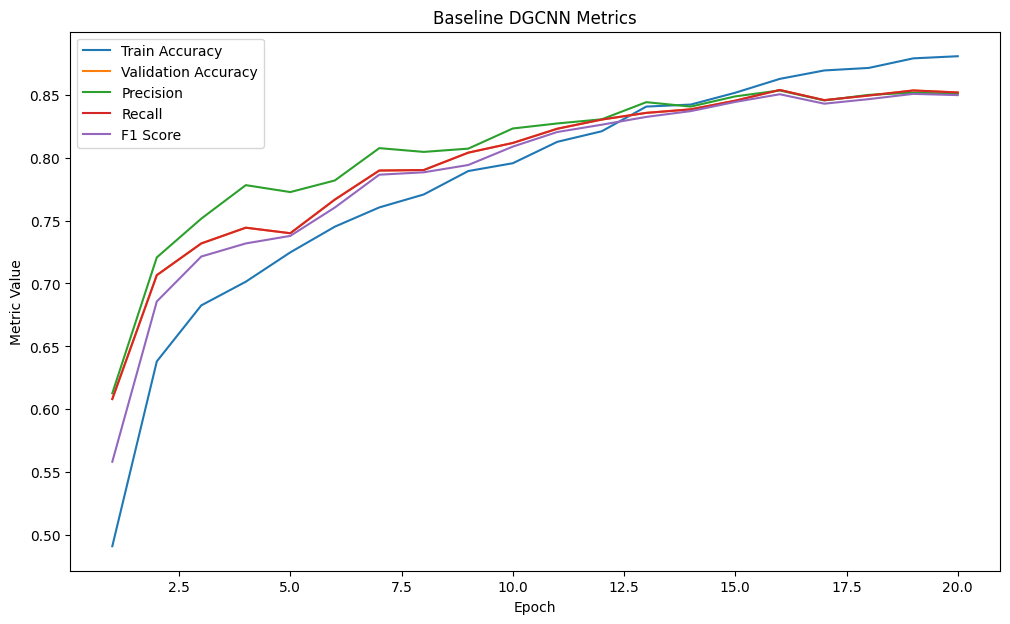 Baseline DGCNN Metrics
Train Accuracy
Validation Accuracy
Precision
Recall
F1 Score
Metric Value
0.85
0.80
0.75
0.70
0.65
0.60
0.55
0.50
2.5 5.0 7.5 10.0 12.5 15.0 17.5 20.0
Epoch